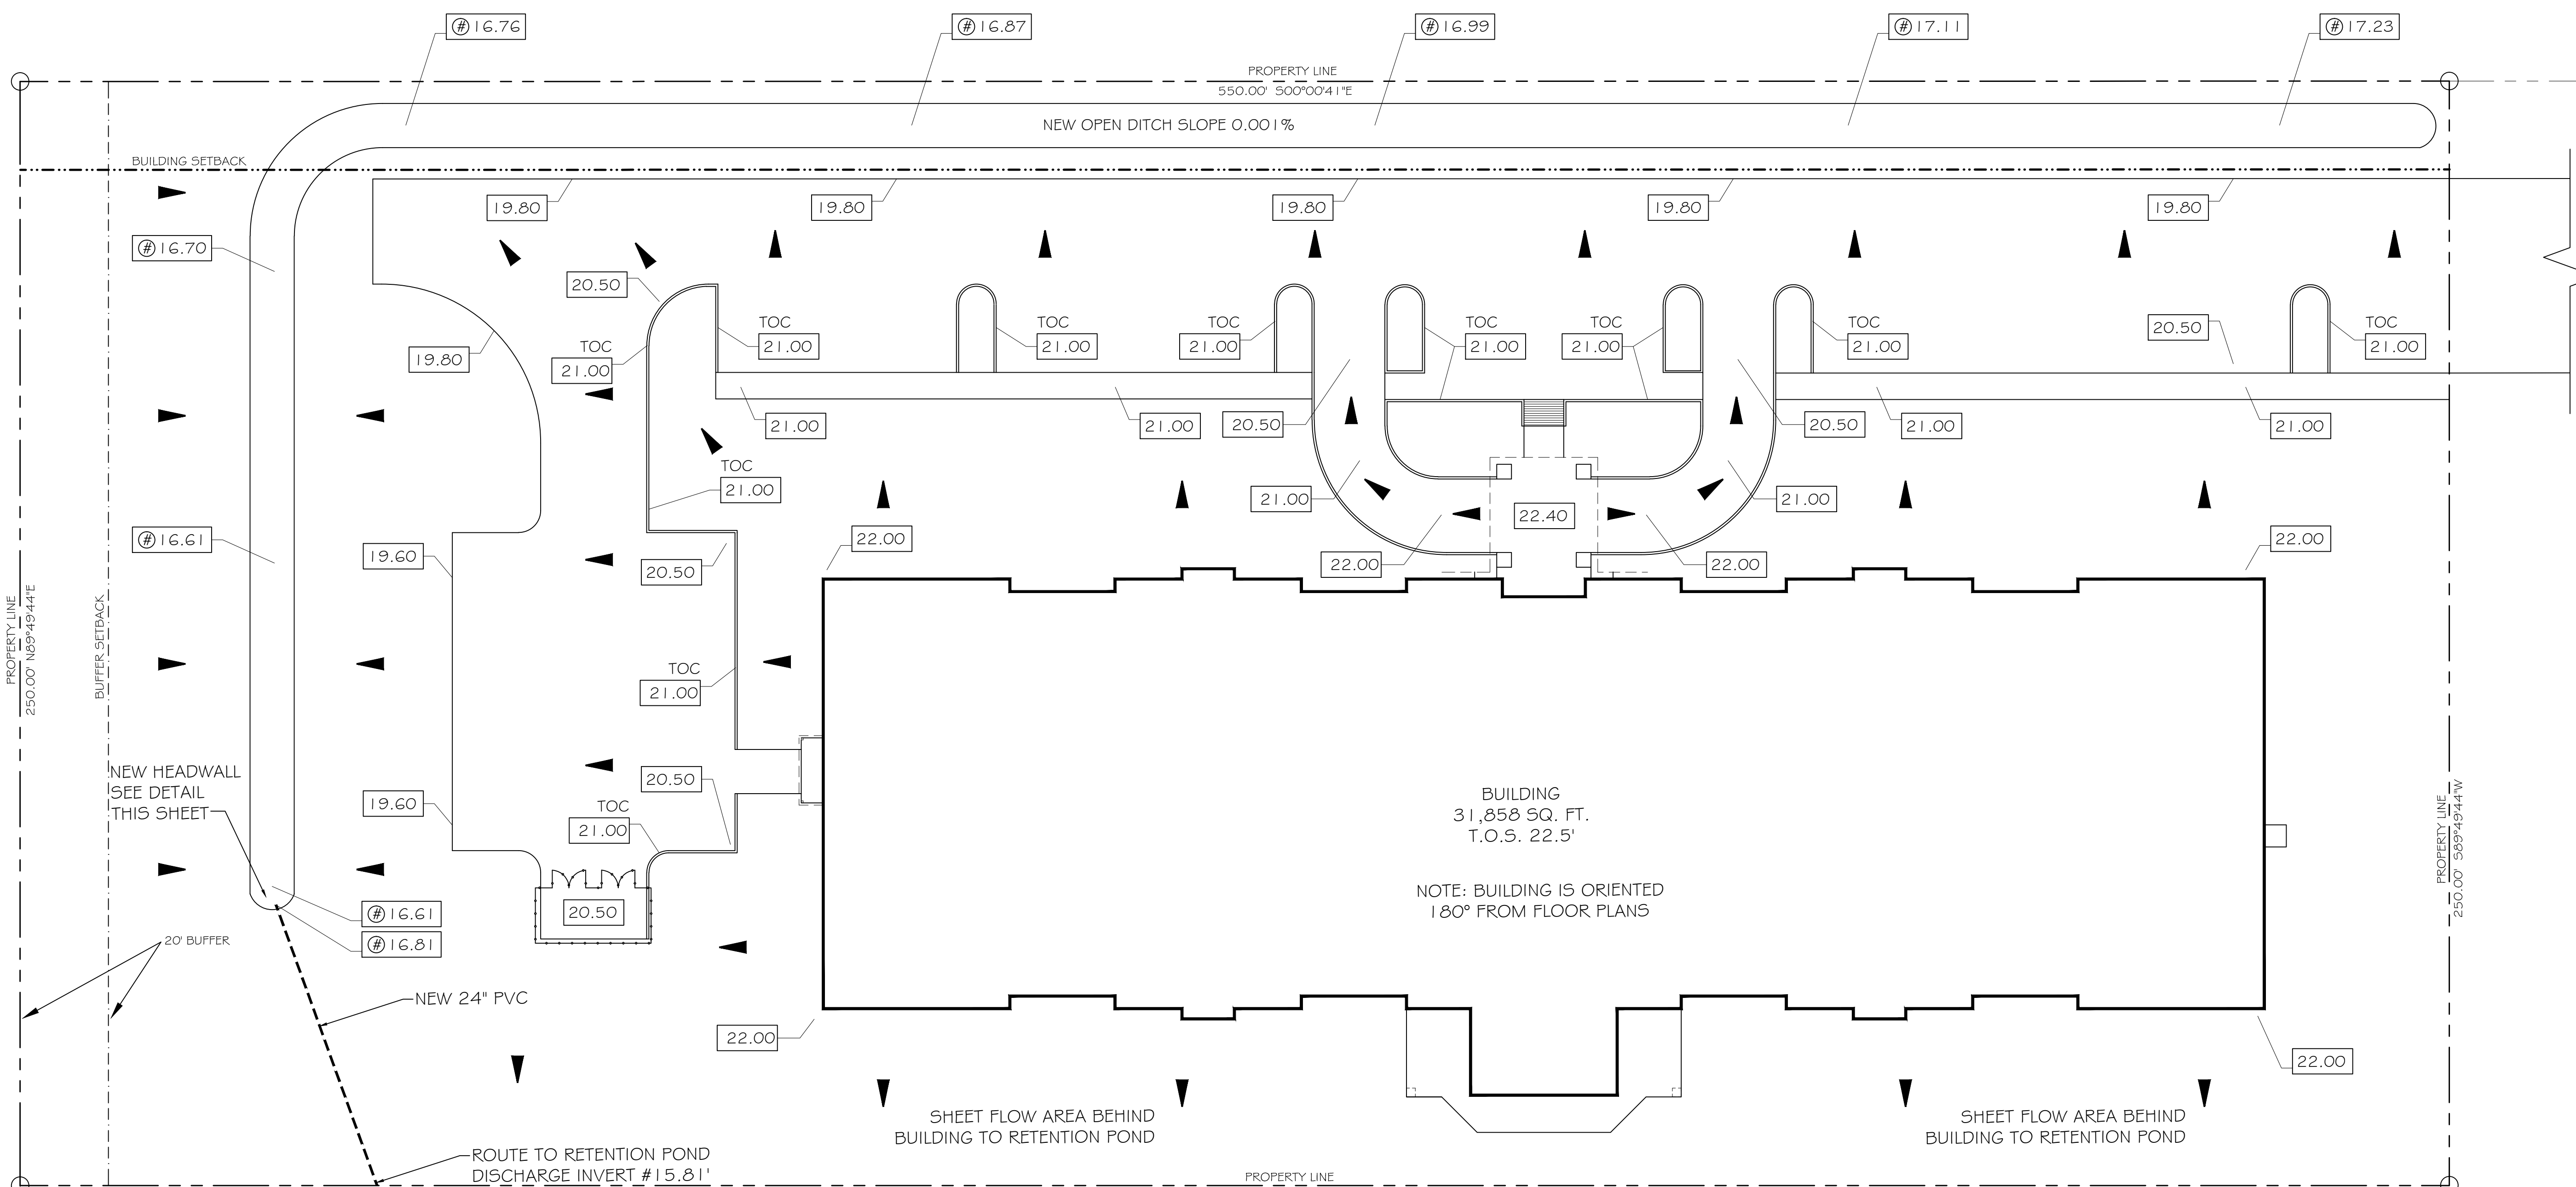 #16.76
#16.87
#16.99
#17.11
#17.23
PROPERTY LINE
550.00' S00°00'41"E
NEW OPEN DITCH SLOPE 0.001%
BUILDING SETBACK
19.80
19.80
19.80
19.80
19.80
#16.70
20.50
TOC
21.00
TOC
21.00
TOC
21.00
TOC
21.00
TOC
21.00
TOC
21.00
20.50
TOC
21.00
TOC
21.00
19.80
21.00
21.00
20.50
20.50
21.00
21.00
TOC
21.00
21.00
21.00
22.40
#16.61
19.60
20.50
22.00
22.00
22.00
22.00
PROPERTY LINE
250.00' N89°49'44"E
BUFFER SETBACK
TOC
21.00
NEW HEADWALL
SEE DETAIL
THIS SHEET
19.60
20.50
TOC
21.00
BUILDING
31,858 SQ. FT.
T.O.S. 22.5'
NOTE: BUILDING IS ORIENTED
180° FROM FLOOR PLANS
PROPERTY LINE
250.00' S89°49'44"W
#16.61
#16.81
20.50
20' BUFFER
NEW 24" PVC
22.00
22.00
SHEET FLOW AREA BEHIND
BUILDING TO RETENTION POND
SHEET FLOW AREA BEHIND
BUILDING TO RETENTION POND
ROUTE TO RETENTION POND
DISCHARGE INVERT #15.81'
PROPERTY LINE